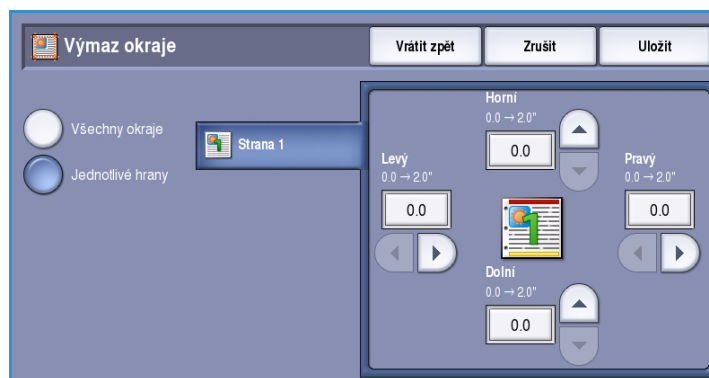 Výmaz okraje
Vrátit zpět
Zrušit
Uložit
Všechny okraje
Jednotlivé hrany
Strana 1
Horní
0.0 → 2.0"
0.0
Levý
0.0 → 2.0"
0.0
Pravý
0.0 → 2.0"
0.0
1
Dolní
0.0 → 2.0"
0.0